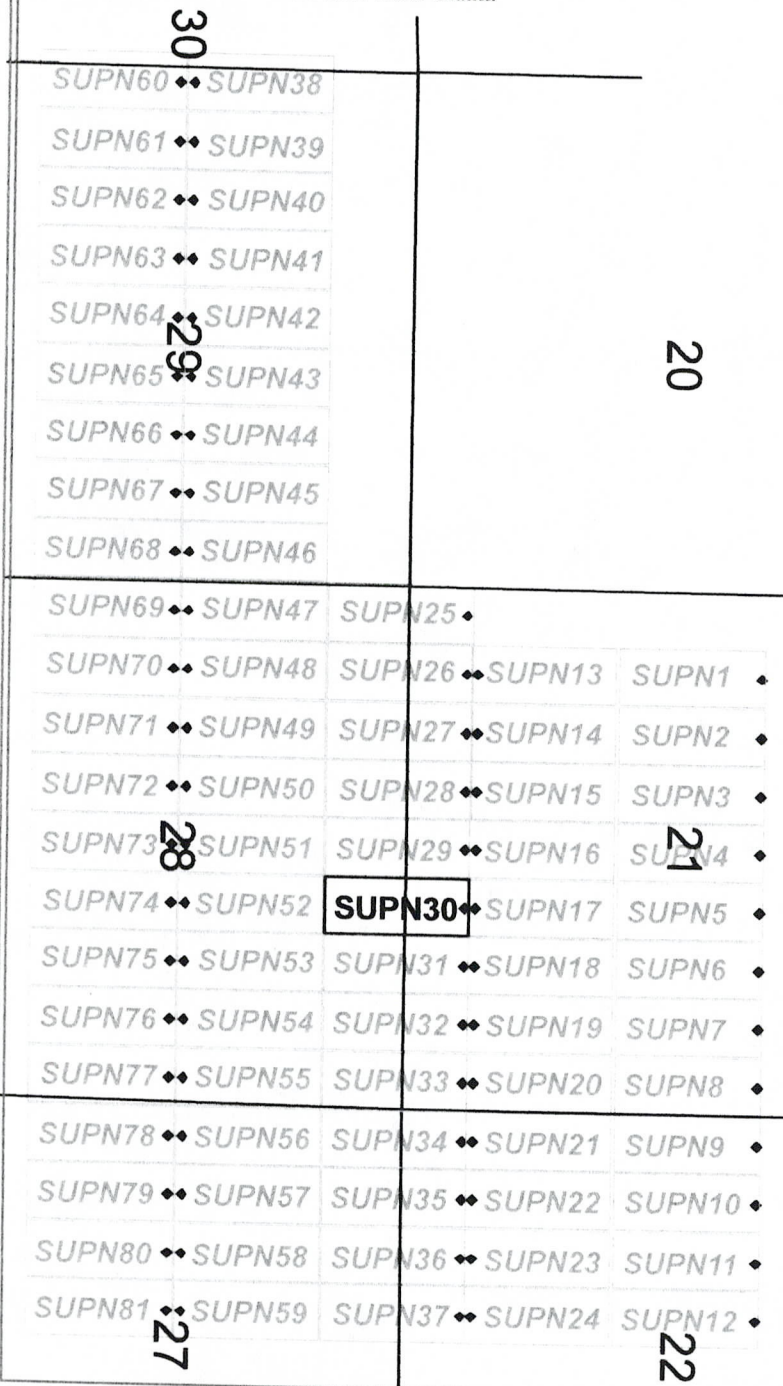 30
SUPN60 SUPN38
SUPN61 SUPN39
SUPN62 SUPN40
SUPN63 SUPN41
SUPN64 SUPN42
29
20
SUPN65 SUPN43
SUPN66 SUPN44
SUPN67 SUPN45
SUPN68 SUPN46
SUPN69 SUPN47 SUPN25
SUPN70 SUPN48 SUPN26 SUPN13 SUPN1
SUPN71 SUPN49 SUPN27 SUPN14 SUPN2
SUPN72 SUPN50 SUPN28 SUPN15 SUPN3
SUPN73 SUPN51 SUPN29 SUPN16 SUPN4
28
21
SUPN74 SUPN52 SUPN30 SUPN17 SUPN5
SUPN75 SUPN53 SUPN31 SUPN18 SUPN6
SUPN76 SUPN54 SUPN32 SUPN19 SUPN7
SUPN77 SUPN55 SUPN33 SUPN20 SUPN8
SUPN78 SUPN56 SUPN34 SUPN21 SUPN9
SUPN79 SUPN57 SUPN35 SUPN22 SUPN10
SUPN80 SUPN58 SUPN36 SUPN23 SUPN11
SUPN81 SUPN59 SUPN37 SUPN24 SUPN12
27
22